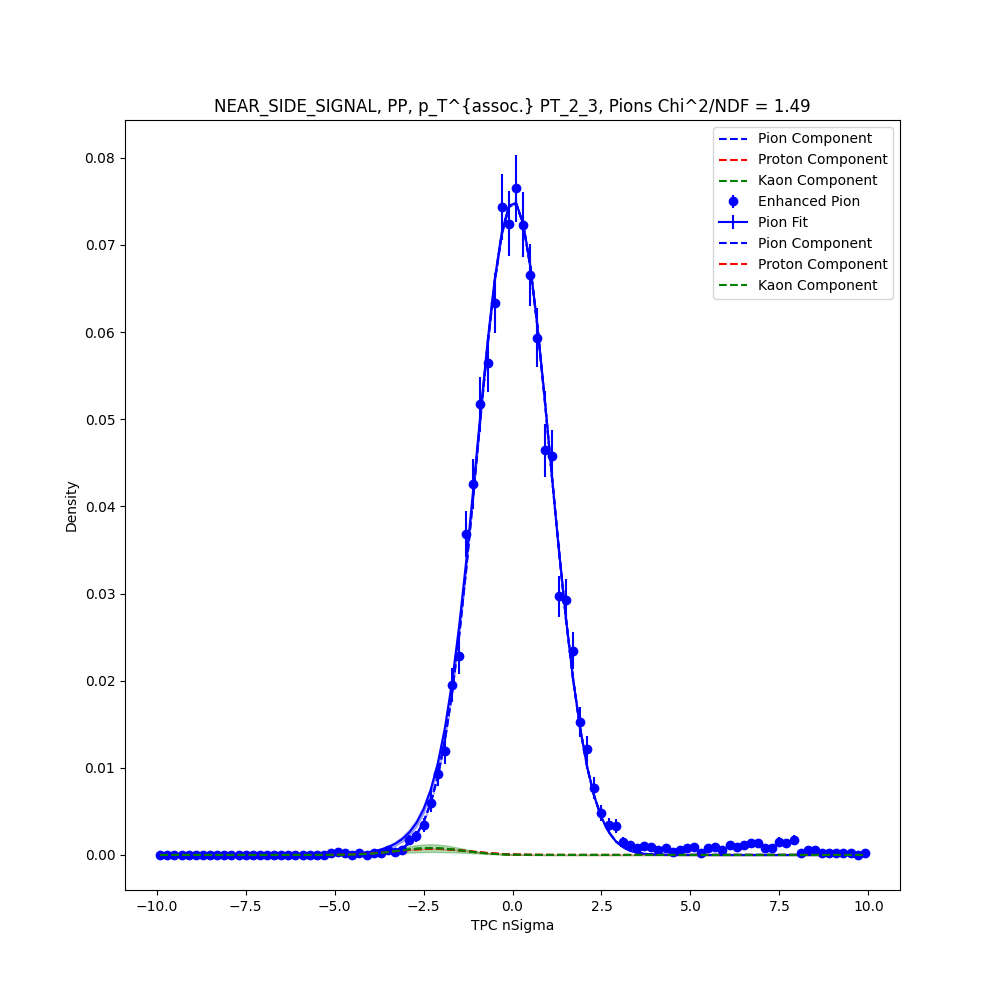 NEAR_SIDE_SIGNAL, PP, p_T^{assoc.} PT_2_3, Pions Chi^2/NDF = 1.49
Pion Component
Proton Component
Kaon Component
Enhanced Pion
Pion Fit
Pion Component
Proton Component
Kaon Component
0.08
0.07
0.06
0.05
0.04
0.03
0.02
0.01
0.00
Density
−10.0 −7.5 −5.0 −2.5 0.0 2.5 5.0 7.5 10.0
TPC nSigma